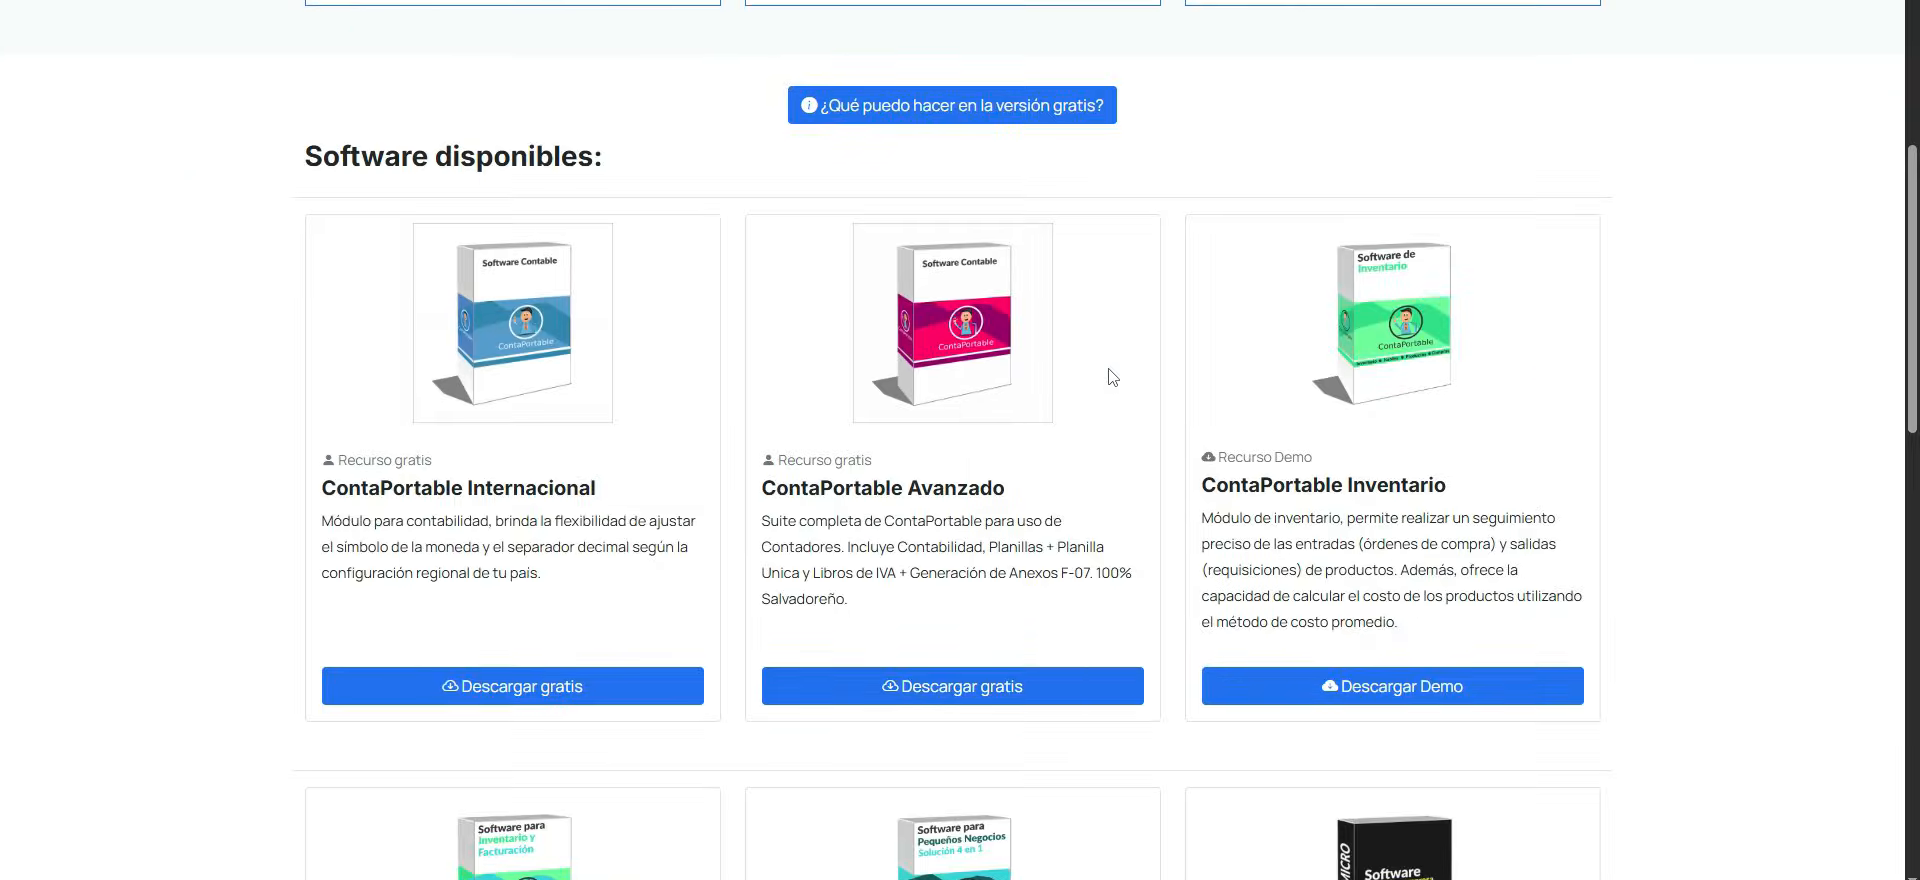 ¿Qué puedo hacer en la versión gratis?
Software disponibles:
Software Contable
ContaPortable
Software Contable
ContaPortable
Software de
Inventario
ContaPortable
Recurso gratis
ContaPortable Internacional
Módulo para contabilidad, brinda la flexibilidad de ajustar
el símbolo de la moneda y el separador decimal según la
configuración regional de tu país.
Descargar gratis
Recurso gratis
ContaPortable Avanzado
Suite completa de ContaPortable para uso de
Contadores. Incluye Contabilidad, Planillas + Planilla
Unica y Libros de IVA + Generación de Anexos F-07. 100%
Salvadoreño.
Descargar gratis
Recurso Demo
ContaPortable Inventario
Módulo de inventario, permite realizar un seguimiento
preciso de las entradas (órdenes de compra) y salidas
(requisiciones) de productos. Además, ofrece la
capacidad de calcular el costo de los productos utilizando
el método de costo promedio.
Descargar Demo
Software para
Inventario y
Facturación
Software para
Pequeños Negocios
Solución 4 en 1
MICRO
Software